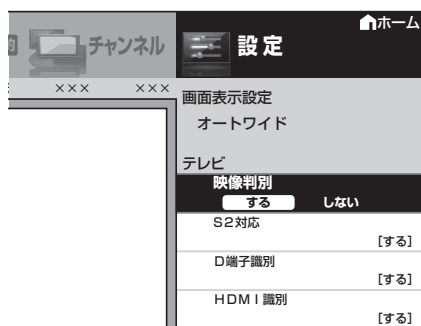 チャンネル
設定
ホーム
××× ×××
画面表示設定
オートワイド
テレビ
映像判別
する しない
S2対応
[する]
D端子識別
[する]
HDMI識別
[する]